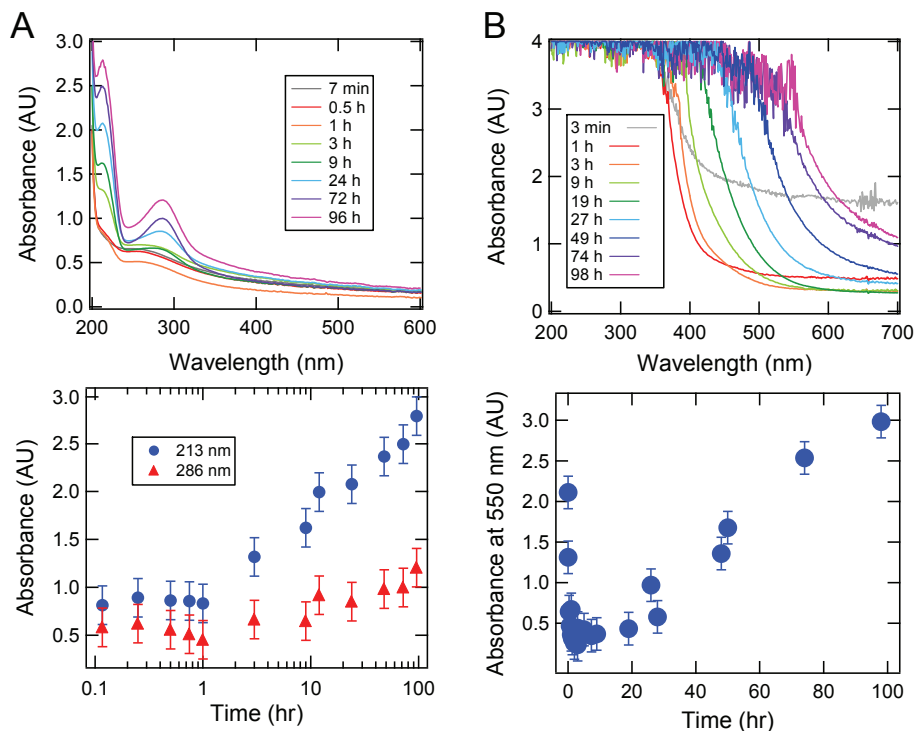 A
3.0
2.5
2.0
1.5
1.0
0.5
0.0
Absorbance (AU)
7 min
0.5 h
1 h
3 h
9 h
24 h
72 h
96 h
200 300 400 500 600
Wavelength (nm)
B
4
3
2
1
0
Absorbance (AU)
3 min
1 h
3 h
9 h
19 h
27 h
49 h
74 h
98 h
200 300 400 500 600 700
Wavelength (nm)
3.0
2.5
2.0
1.5
1.0
0.5
Absorbance (AU)
213 nm
286 nm
0.1 1 10 100
Time (hr)
3.0
2.5
2.0
1.5
1.0
0.5
Absorbance at 550 nm (AU)
0 20 40 60 80 100
Time (hr)